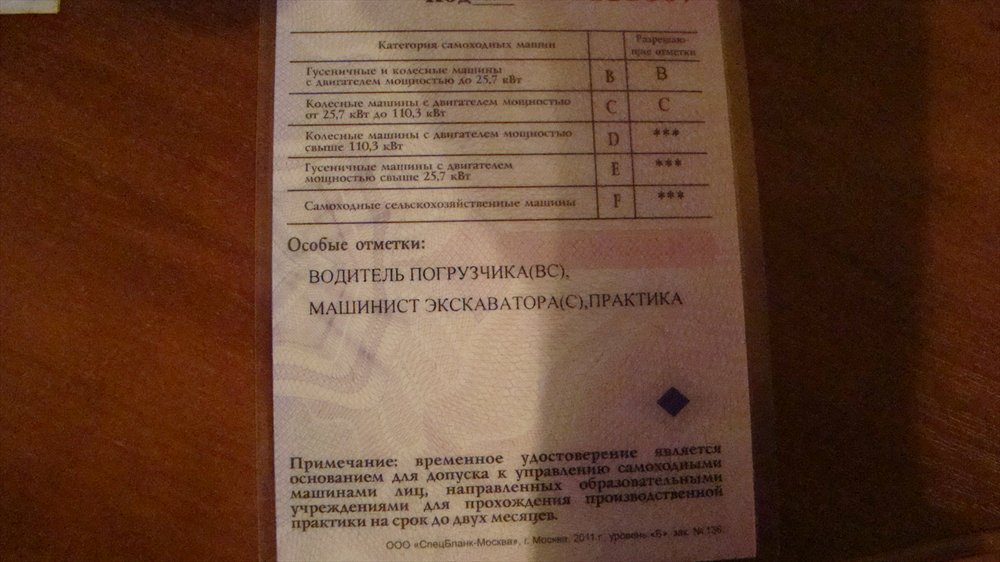 Категория самоходных машин
Разрешаю-
щие отметки
Гусеничные и колесные машины
с двигателем мощностью до 25,7 кВт
B
B
Колесные машины с двигателем мощностью
от 25,7 кВт до 110,3 кВт
C
C
Колесные машины с двигателем мощностью
свыше 110,3 кВт
D
***
Гусеничные машины с двигателем
мощностью свыше 25,7 кВт
E
***
Самоходные сельскохозяйственные машины
F
***
Особые отметки:
ВОДИТЕЛЬ ПОГРУЗЧИКА(ВС),
МАШИНИСТ ЭКСКАВАТОРА(С),ПРАКТИКА
Примечание: временное удостоверение является
основанием для допуска к управлению самоходными
машинами лиц, направленных образовательными
учреждениями для прохождения производственной
практики на срок до двух месяцев.
ООО «СпецБланк-Москва», г. Москва, 2011 г., уровень «Б», зак. № 136